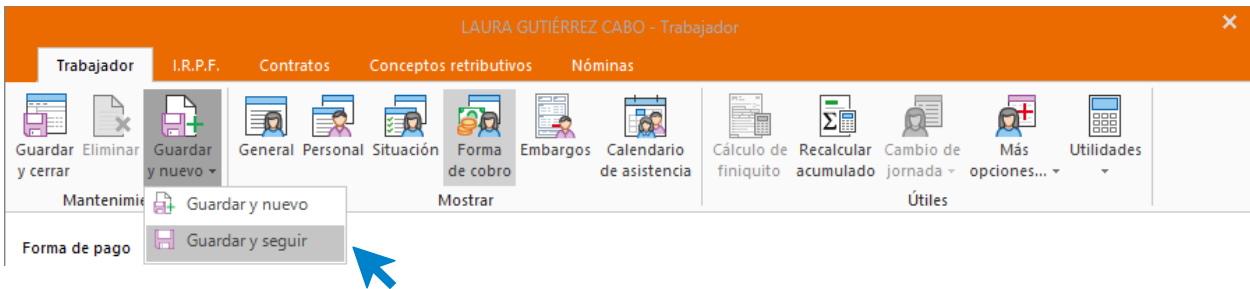 LAURA GUTIÉRREZ CABO - Trabajador
Trabajador I.R.P.F. Contratos Conceptos retributivos Nóminas
Guardar y cerrar
Eliminar
Guardar y nuevo
General
Personal
Situación
Forma de cobro
Embargos
Calendario de asistencia
Cálculo de finiquito
Recalcular acumulado
Cambio de jornada
Más opciones...
Utilidades
Mostrar
Útiles
Guardar y nuevo
Guardar y seguir
Forma de pago